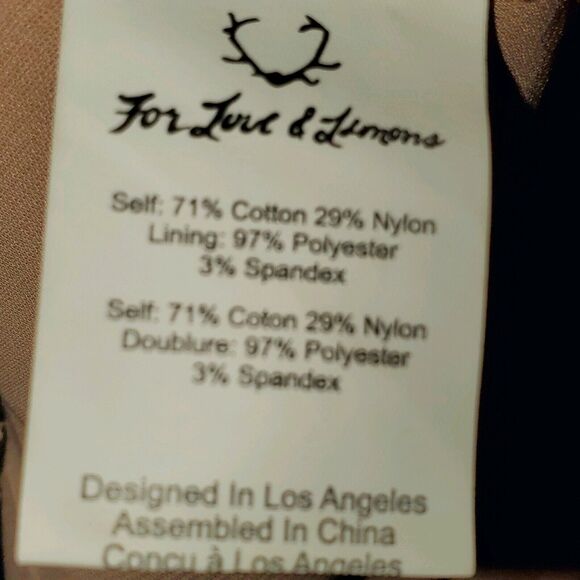 For Love & Lemons
Self: 71% Cotton 29% Nylon
Lining: 97% Polyester
3% Spandex
Self: 71% Coton 29% Nylon
Doublure: 97% Polyester
3% Spandex
Designed In Los Angeles
Assembled In China
Conçu à Los Angeles